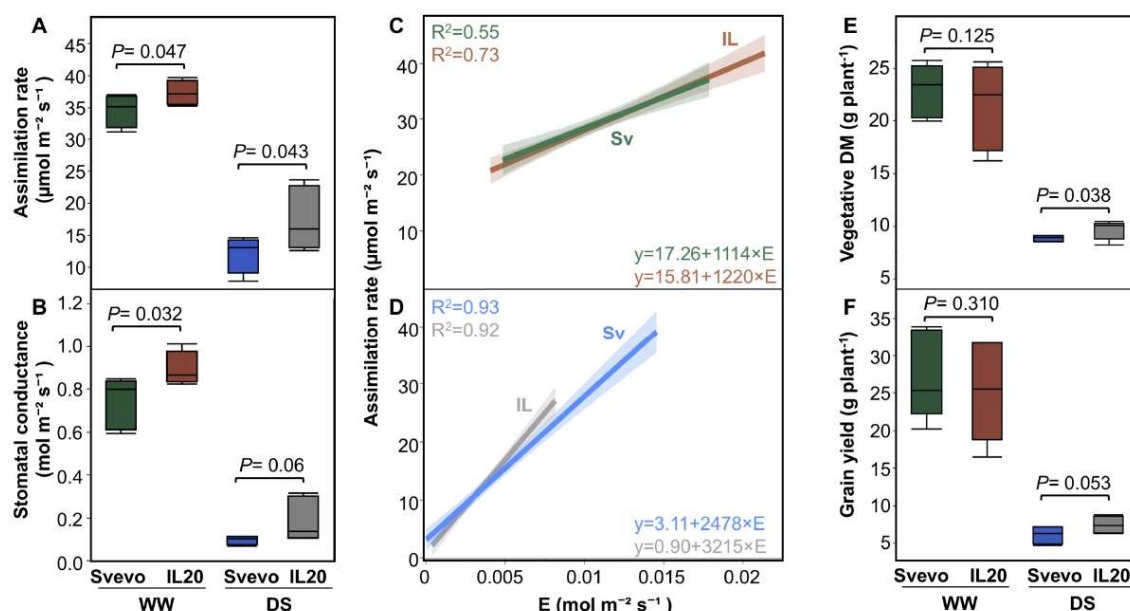 A
P= 0.047
P= 0.043
Assimilation rate
(µmol m⁻² s⁻¹)
45
40
35
30
25
20
15
10
B
P= 0.032
P= 0.06
Stomatal conductance
(mol m⁻² s⁻¹)
1.2
1.0
0.8
0.6
0.4
0.2
0.0
Svevo IL20 Svevo IL20
WW DS
C
R²=0.55
R²=0.73
IL
Sv
y=17.26+1114×E
y=15.81+1220×E
40
30
20
10
Assimilation rate (µmol m⁻² s⁻¹)
D
R²=0.93
R²=0.92
Sv
IL
y=3.11+2478×E
y=0.90+3215×E
40
30
20
10
0
0 0.005 0.01 0.015 0.02
E (mol m⁻² s⁻¹)
E
P= 0.125
P= 0.038
Vegetative DM (g plant⁻¹)
25
20
15
10
5
F
P= 0.310
P= 0.053
Grain yield (g plant⁻¹)
35
30
25
20
15
10
5
Svevo IL20 Svevo IL20
WW DS